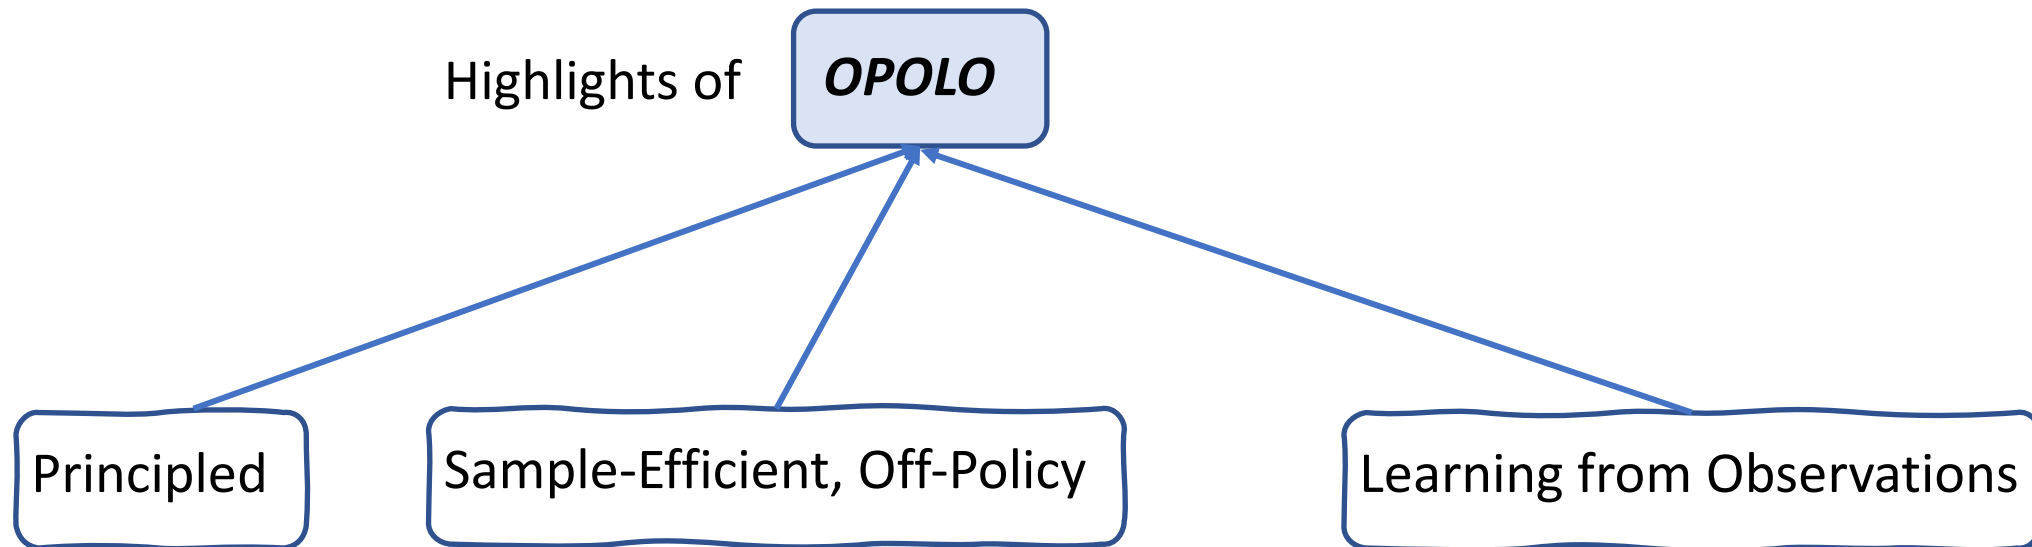 Highlights of OPOLO
Principled
Sample-Efficient, Off-Policy
Learning from Observations